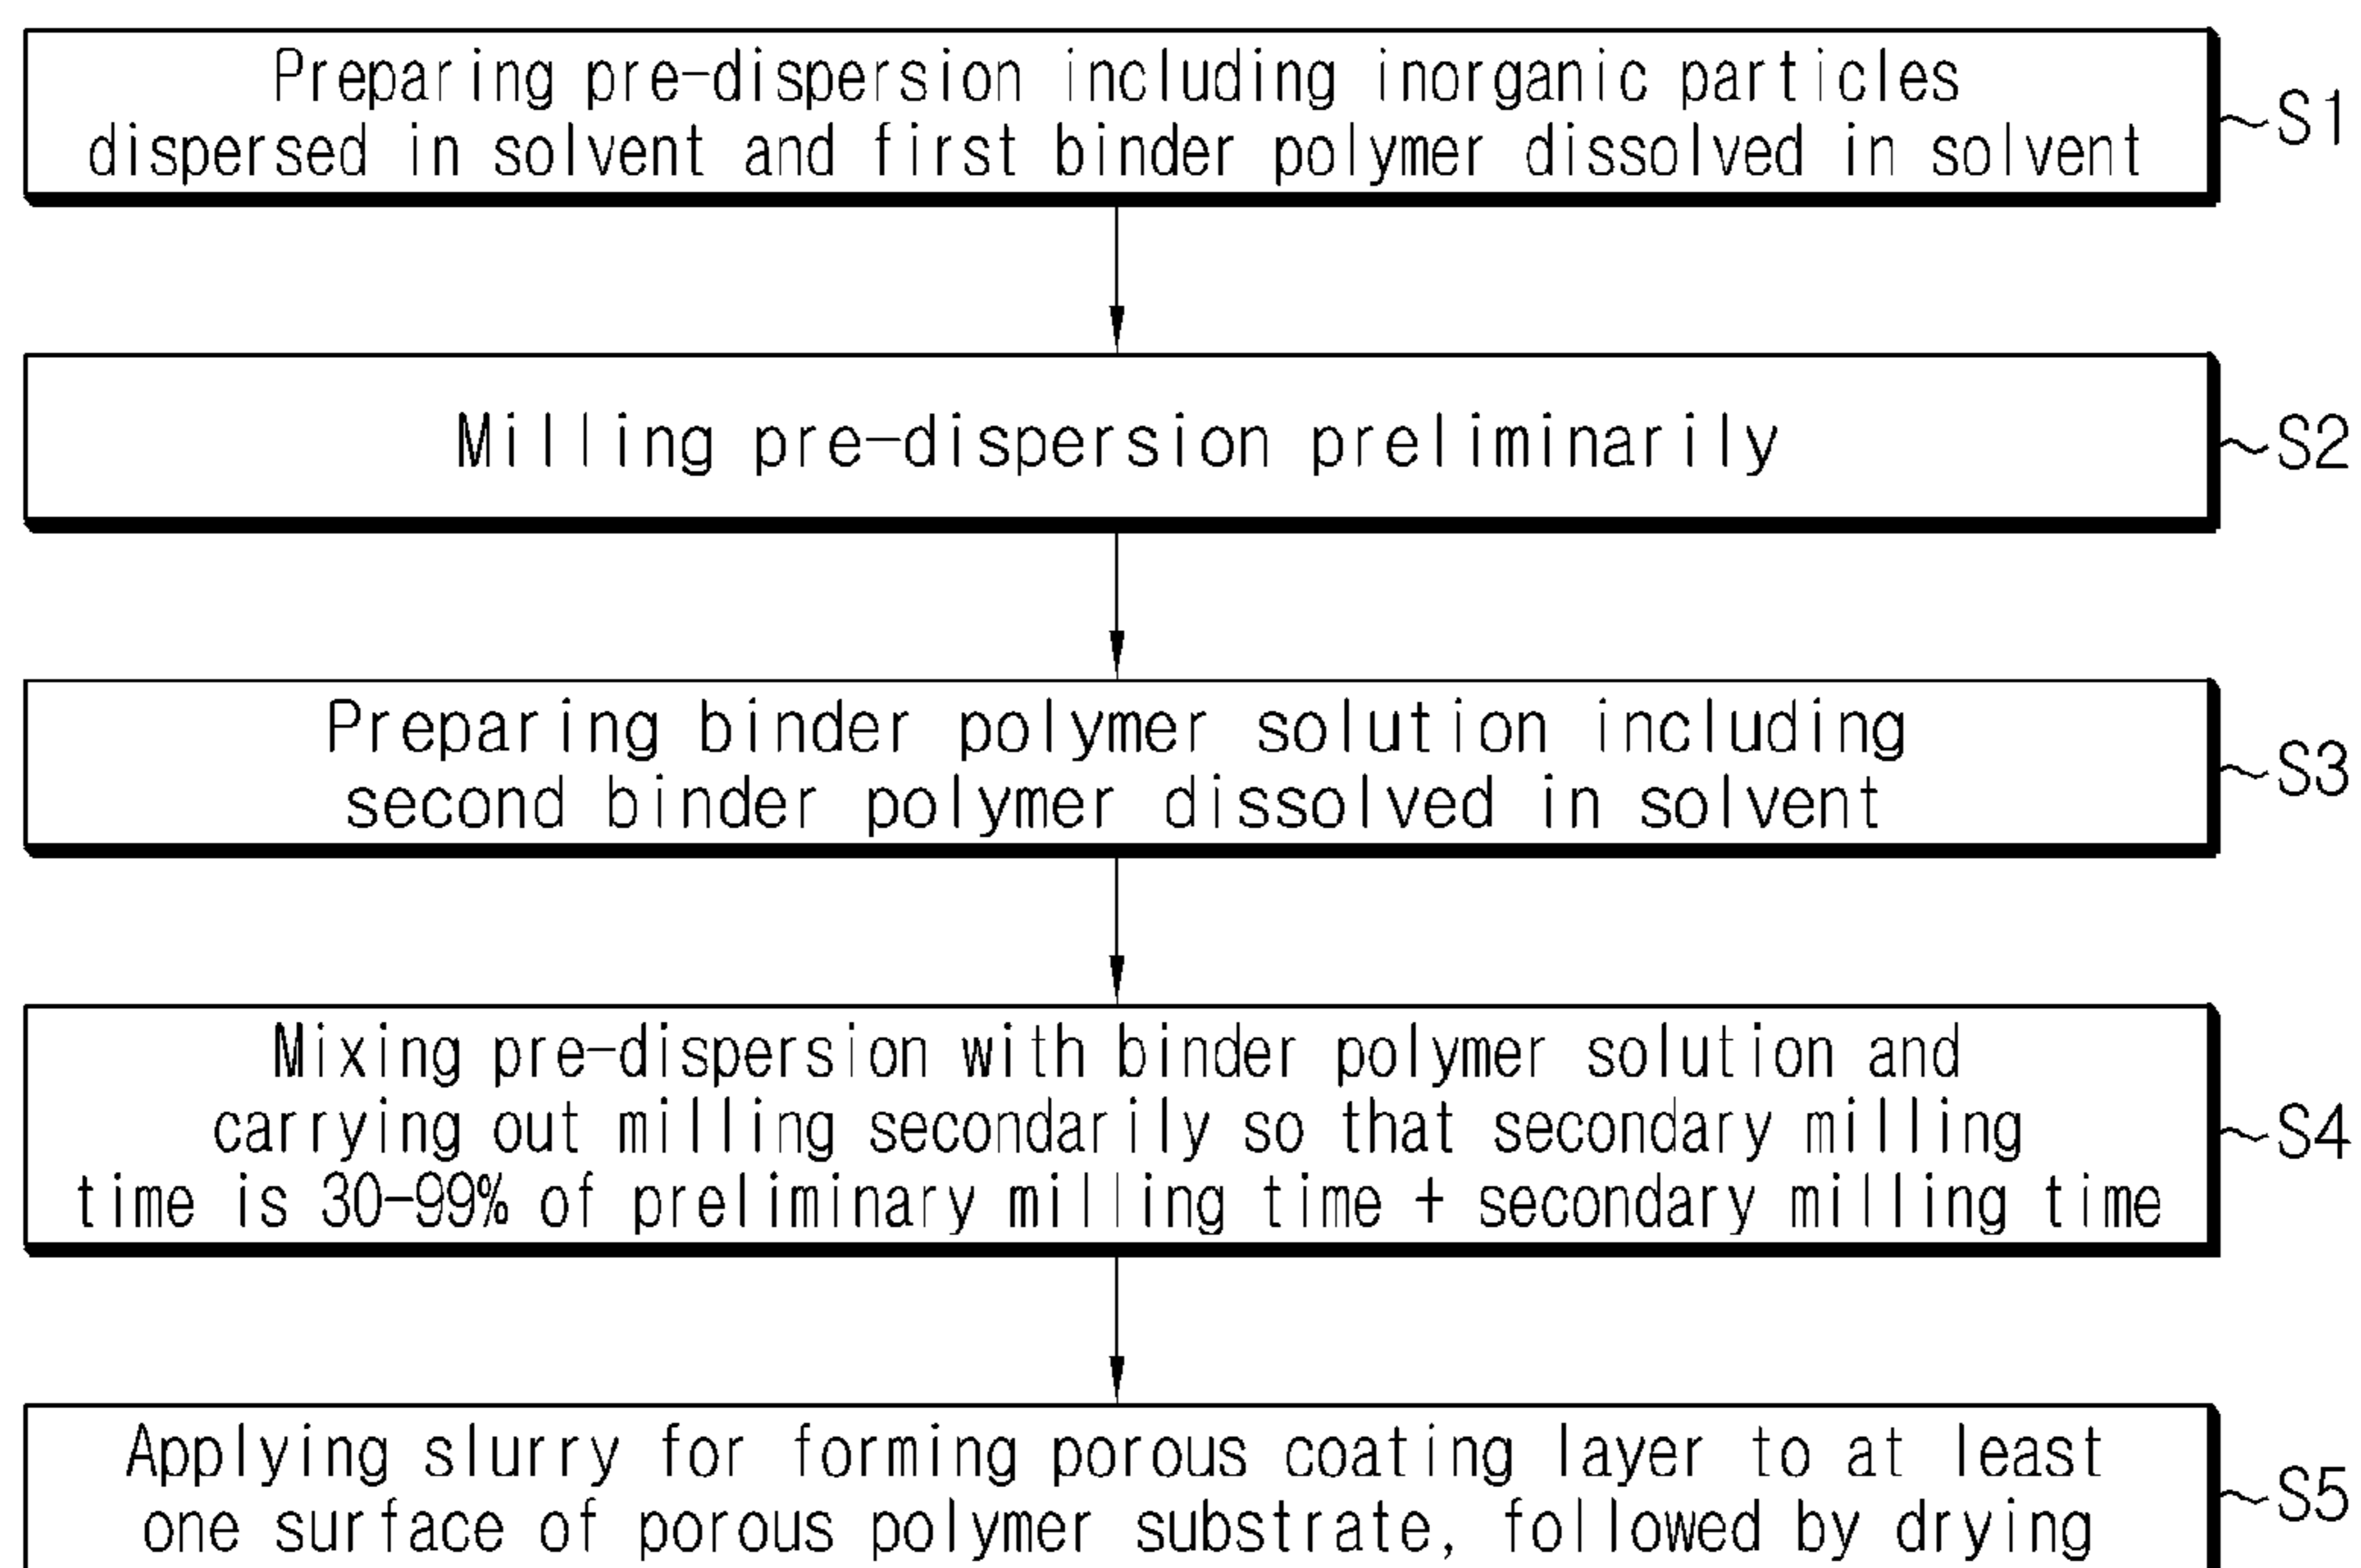 Preparing pre-dispersion including inorganic particles
dispersed in solvent and first binder polymer dissolved in solvent
~S1
Milling pre-dispersion preliminarily
~S2
Preparing binder polymer solution including
second binder polymer dissolved in solvent
~S3
Mixing pre-dispersion with binder polymer solution and
carrying out milling secondarily so that secondary milling
time is 30-99% of preliminary milling time + secondary milling time
~S4
Applying slurry for forming porous coating layer to at least
one surface of porous polymer substrate, followed by drying
~S5